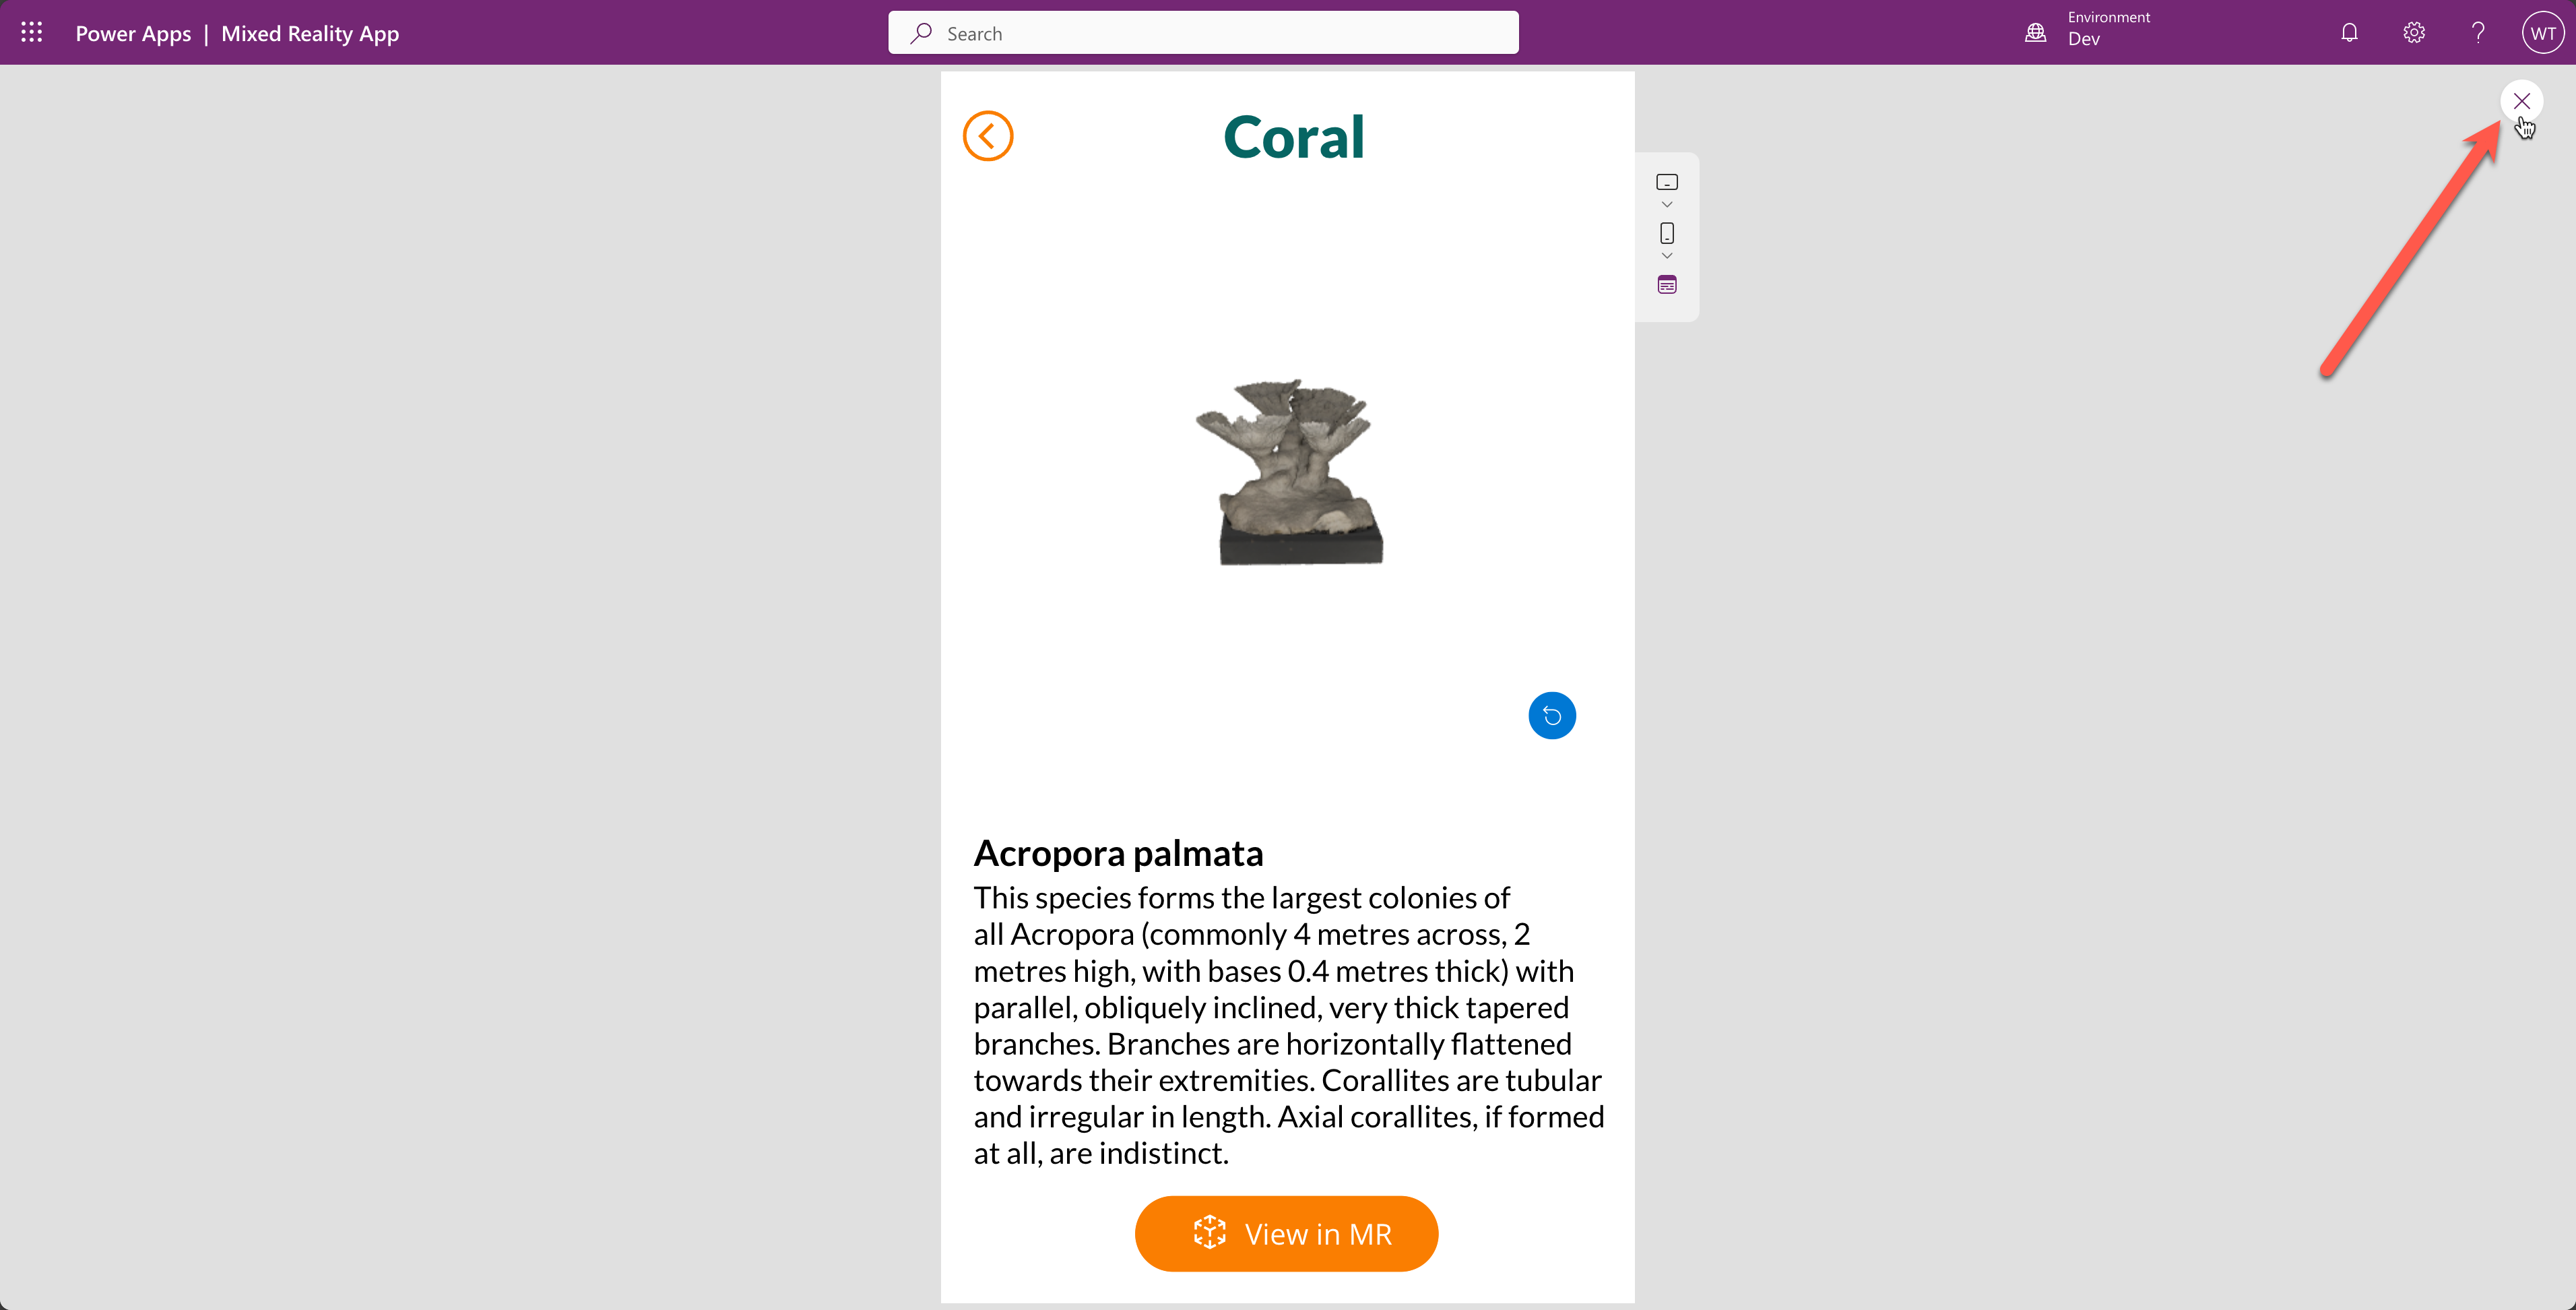 Power Apps | Mixed Reality App
Search
Environment
Dev
WT
Coral
Acropora palmata
This species forms the largest colonies of
all Acropora (commonly 4 metres across, 2
metres high, with bases 0.4 metres thick) with
parallel, obliquely inclined, very thick tapered
branches. Branches are horizontally flattened
towards their extremities. Corallites are tubular
and irregular in length. Axial corallites, if formed
at all, are indistinct.
View in MR